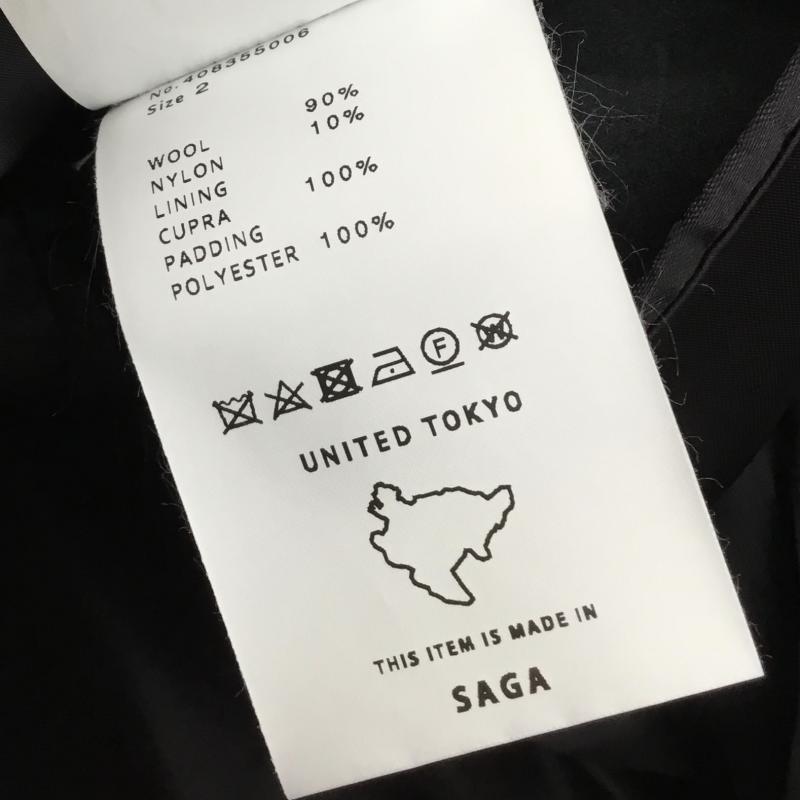 No.408355006
Size 2
WOOL 90%
NYLON 10%
LINING
CUPRA 100%
PADDING
POLYESTER 100%
F
W
UNITED TOKYO
THIS ITEM IS MADE IN
SAGA